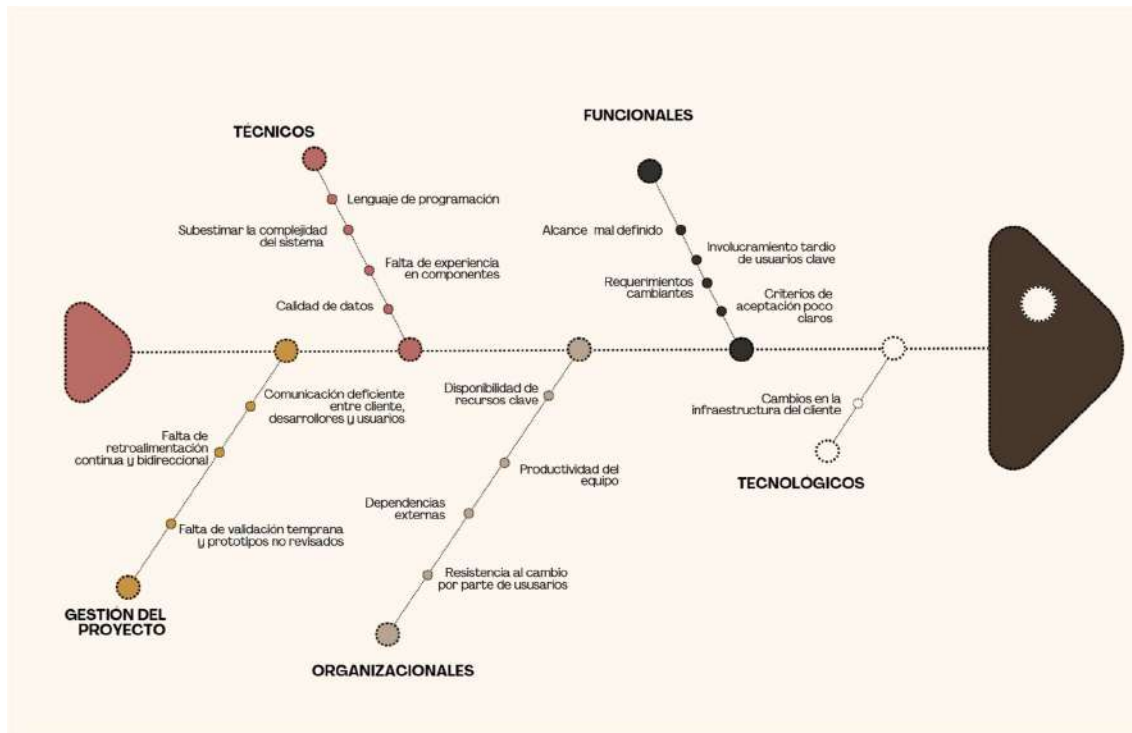 TÉCNICOS
Lenguaje de programación
Subestimar la complejidad
del sistema
Falta de experiencia
en componentes
Calidad de datos
FUNCIONALES
Alcance mal definido
Involucramiento tardio
de usuarios clave
Requerimientos
cambiantes
Criterios de
aceptación poco
claros
Comunicación deficiente
entre cliente,
desarrollores y usuarios
Falta de
retroalimentación
continua y bidireccional
Falta de validación temprana
y prototipos no revisados
GESTIÓN DEL
PROYECTO
Disponibilidad de
recursos clave
Productividad del
equipo
Dependencias
externas
Resistencia al cambio
por parte de ususarios
ORGANIZACIONALES
Cambios en la
infraestructura del cliente
TECNOLÓGICOS